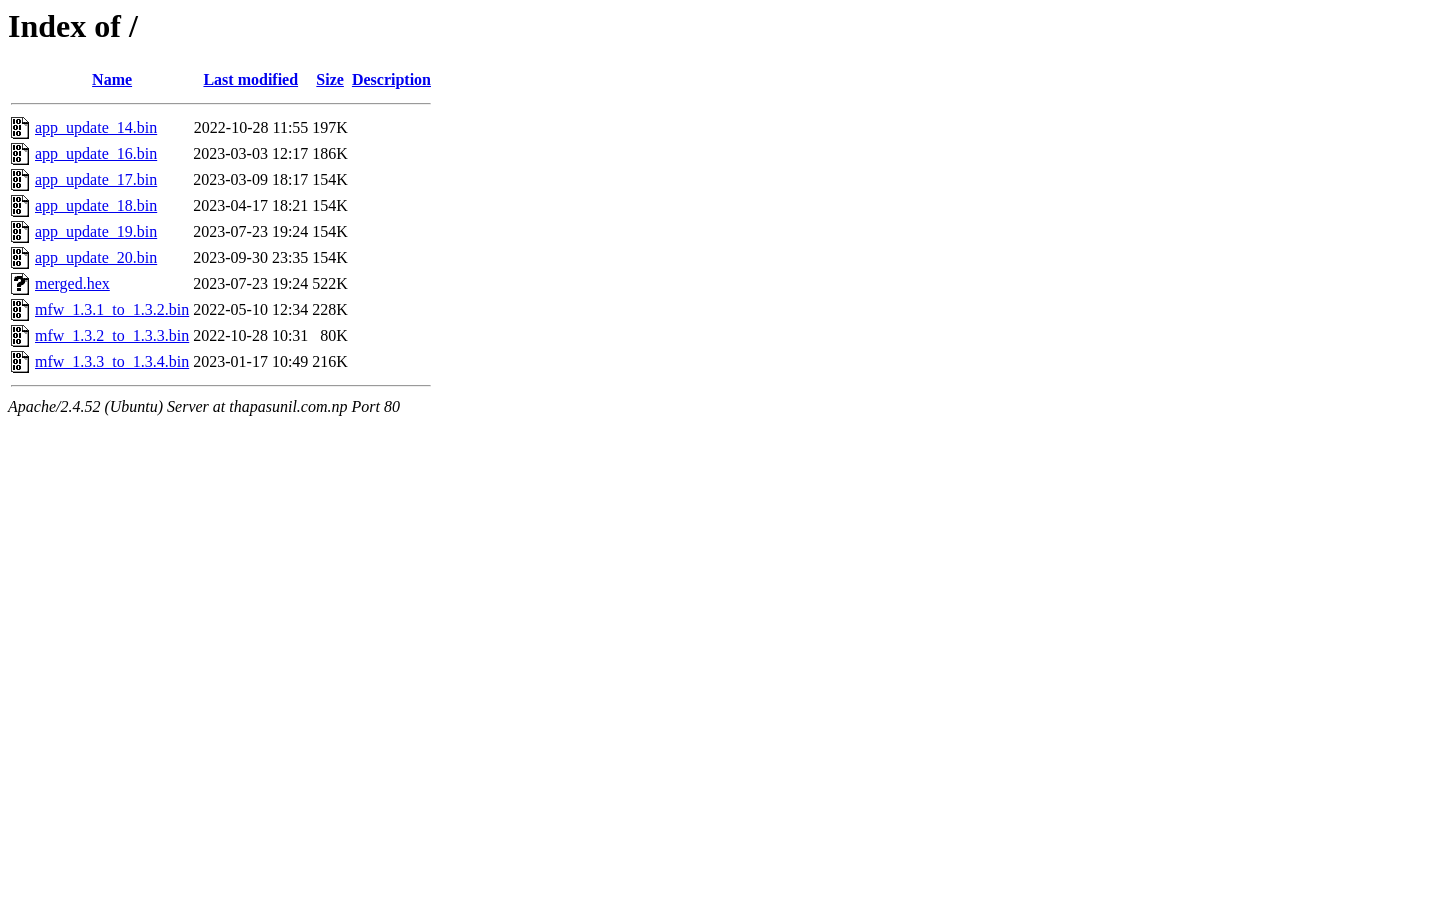 Index of /
Name Last modified Size Description
app_update_14.bin 2022-10-28 11:55 197K
app_update_16.bin 2023-03-03 12:17 186K
app_update_17.bin 2023-03-09 18:17 154K
app_update_18.bin 2023-04-17 18:21 154K
app_update_19.bin 2023-07-23 19:24 154K
app_update_20.bin 2023-09-30 23:35 154K
merged.hex 2023-07-23 19:24 522K
mfw_1.3.1_to_1.3.2.bin 2022-05-10 12:34 228K
mfw_1.3.2_to_1.3.3.bin 2022-10-28 10:31 80K
mfw_1.3.3_to_1.3.4.bin 2023-01-17 10:49 216K
Apache/2.4.52 (Ubuntu) Server at thapasunil.com.np Port 80